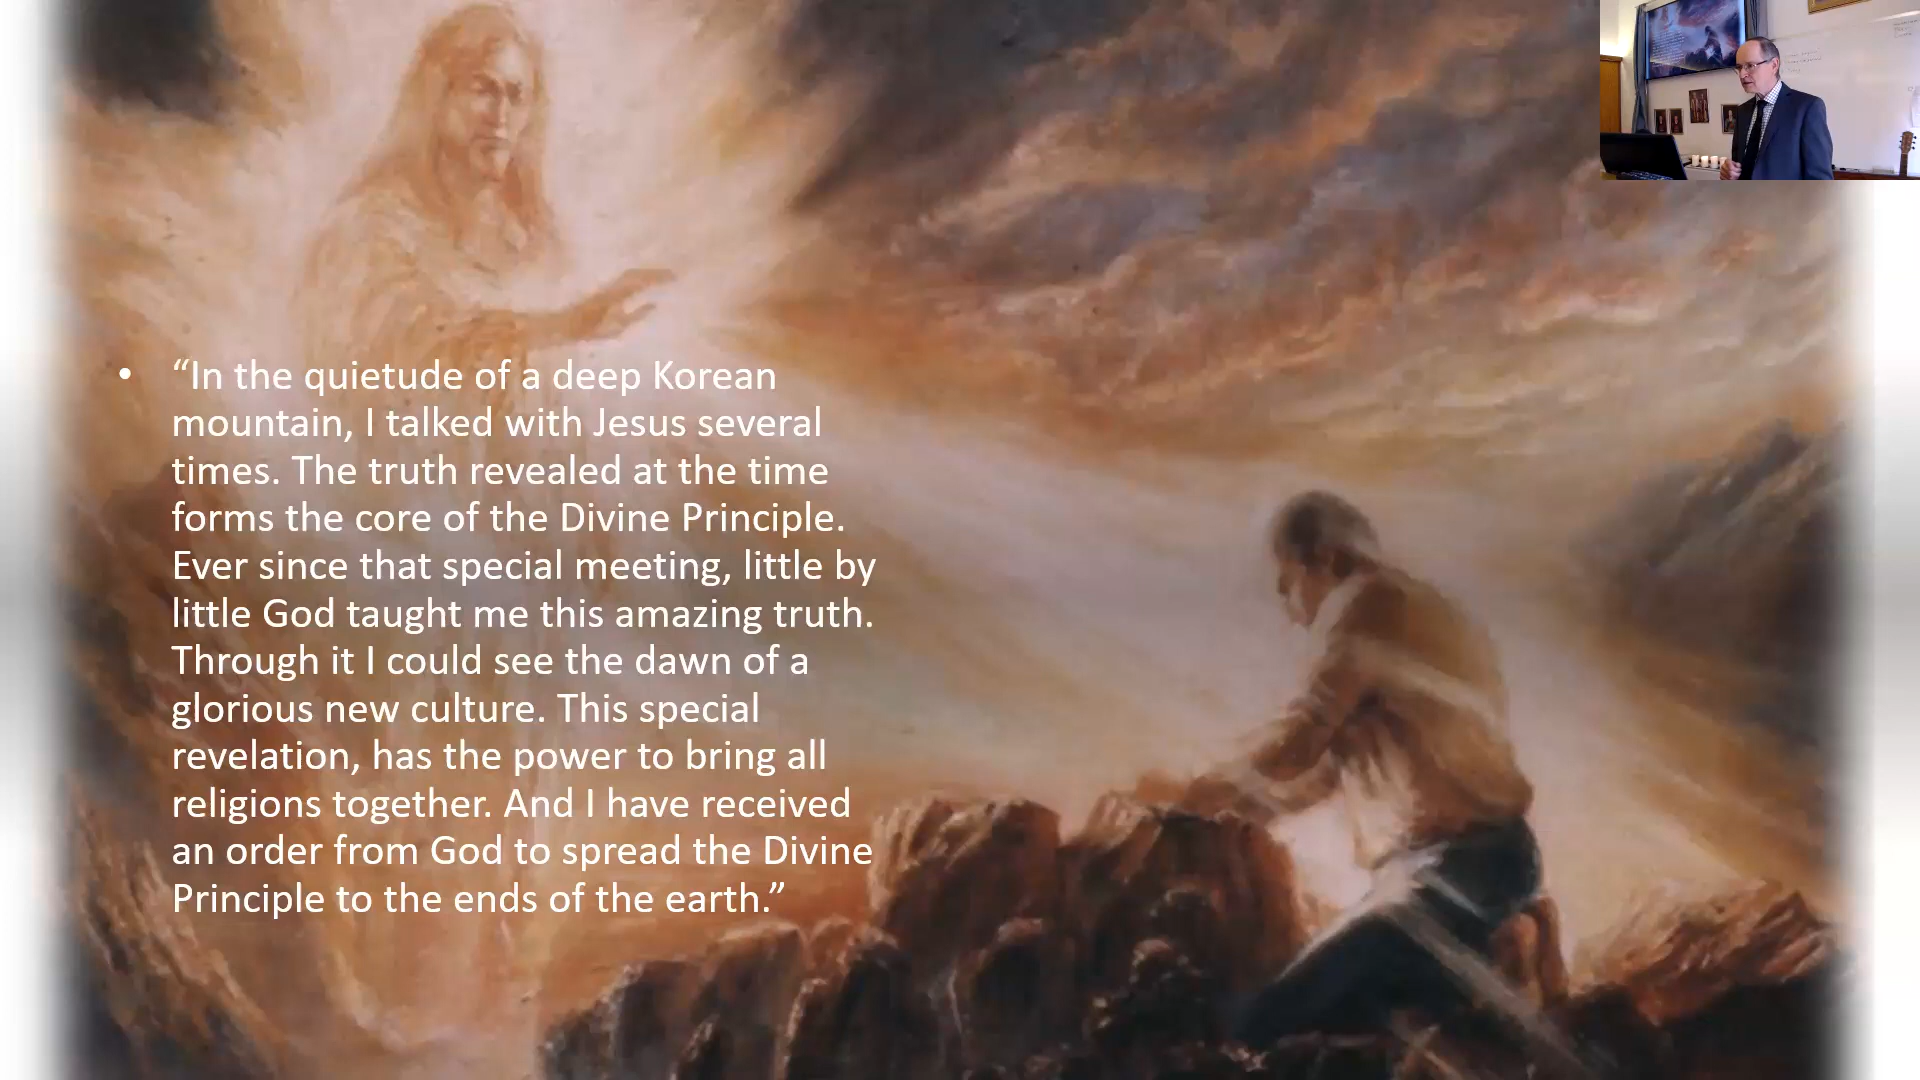 • “In the quietude of a deep Korean
mountain, I talked with Jesus several
times. The truth revealed at the time
forms the core of the Divine Principle.
Ever since that special meeting, little by
little God taught me this amazing truth.
Through it I could see the dawn of a
glorious new culture. This special
revelation, has the power to bring all
religions together. And I have received
an order from God to spread the Divine
Principle to the ends of the earth.”